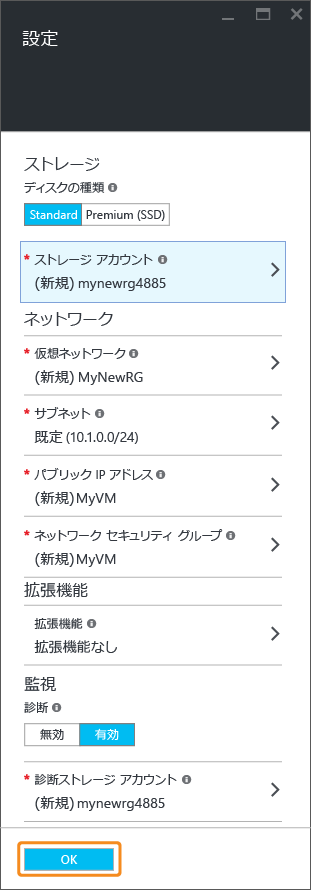 設定
ストレージ
ディスクの種類
Standard Premium (SSD)
* ストレージ アカウント
(新規) mynewrg4885
ネットワーク
* 仮想ネットワーク
(新規) MyNewRG
* サブネット
既定 (10.1.0.0/24)
* パブリック IP アドレス
(新規) MyVM
* ネットワーク セキュリティ グループ
(新規) MyVM
拡張機能
拡張機能
拡張機能なし
監視
診断
無効 有効
* 診断ストレージ アカウント
(新規) mynewrg4885
OK